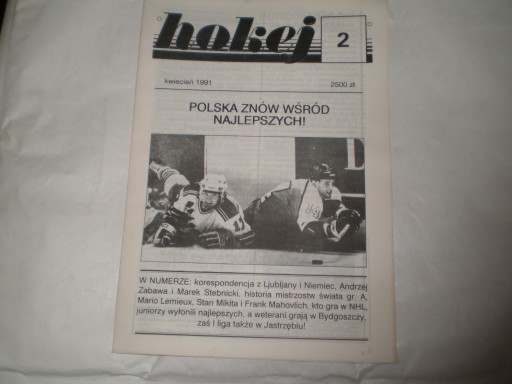 hokej
2
kwiecień 1991
2500 zł
POLSKA ZNÓW WŚRÓD
NAJLEPSZYCH!
W NUMERZE: korespondencja z Ljubljany i Niemiec, Andrzej
Zabawa i Marek Stebnicki, historia mistrzostw świata gr. A,
Mario Lemieux, Stan Mikita i Frank Mahovlich, kto gra w NHL,
juniorzy wyłonili najlepszych, a weterani grają w Bydgoszczy,
zaś I liga także w Jastrzębiu!